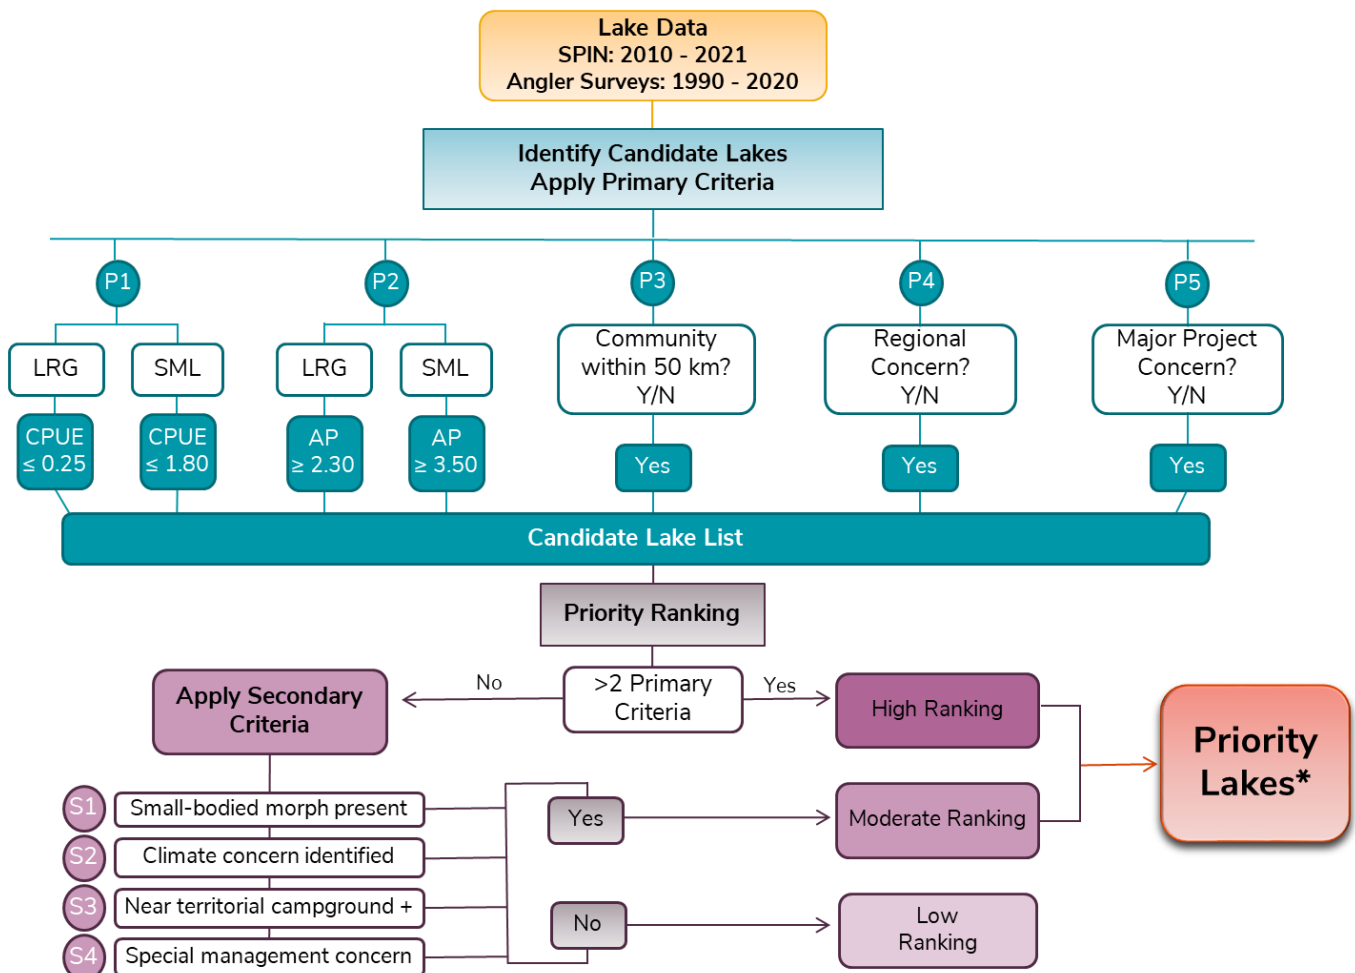 Lake Data
SPIN: 2010 - 2021
Angler Surveys: 1990 - 2020
Identify Candidate Lakes
Apply Primary Criteria
P1
P2
P3
P4
P5
LRG
SML
LRG
SML
Community
within 50 km?
Y/N
Regional
Concern?
Y/N
Major Project
Concern?
Y/N
CPUE
≤ 0.25
CPUE
≤ 1.80
AP
≥ 2.30
AP
≥ 3.50
Yes
Yes
Yes
Candidate Lake List
Priority Ranking
>2 Primary
Criteria
No
Yes
Apply Secondary
Criteria
High Ranking
Priority
Lakes*
S1
Small-bodied morph present
S2
Climate concern identified
S3
Near territorial campground +
S4
Special management concern
Yes
Moderate Ranking
No
Low
Ranking